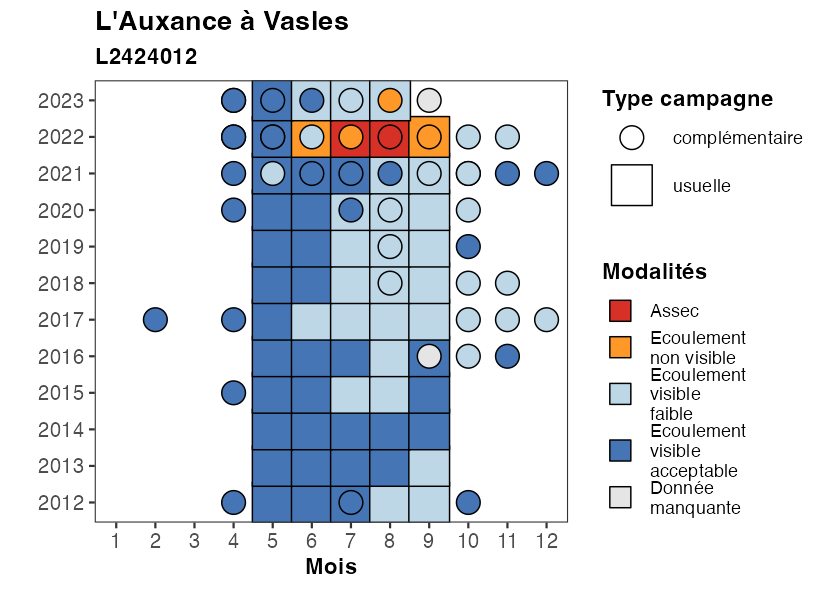 L'Auxance à Vasles
L2424012
2023
2022
2021
2020
2019
2018
2017
2016
2015
2014
2013
2012
1 2 3 4 5 6 7 8 9 10 11 12
Mois
Type campagne
complémentaire
usuelle
Modalités
Assec
Ecoulement
non visible
Ecoulement
visible
faible
Ecoulement
visible
acceptable
Donnée
manquante